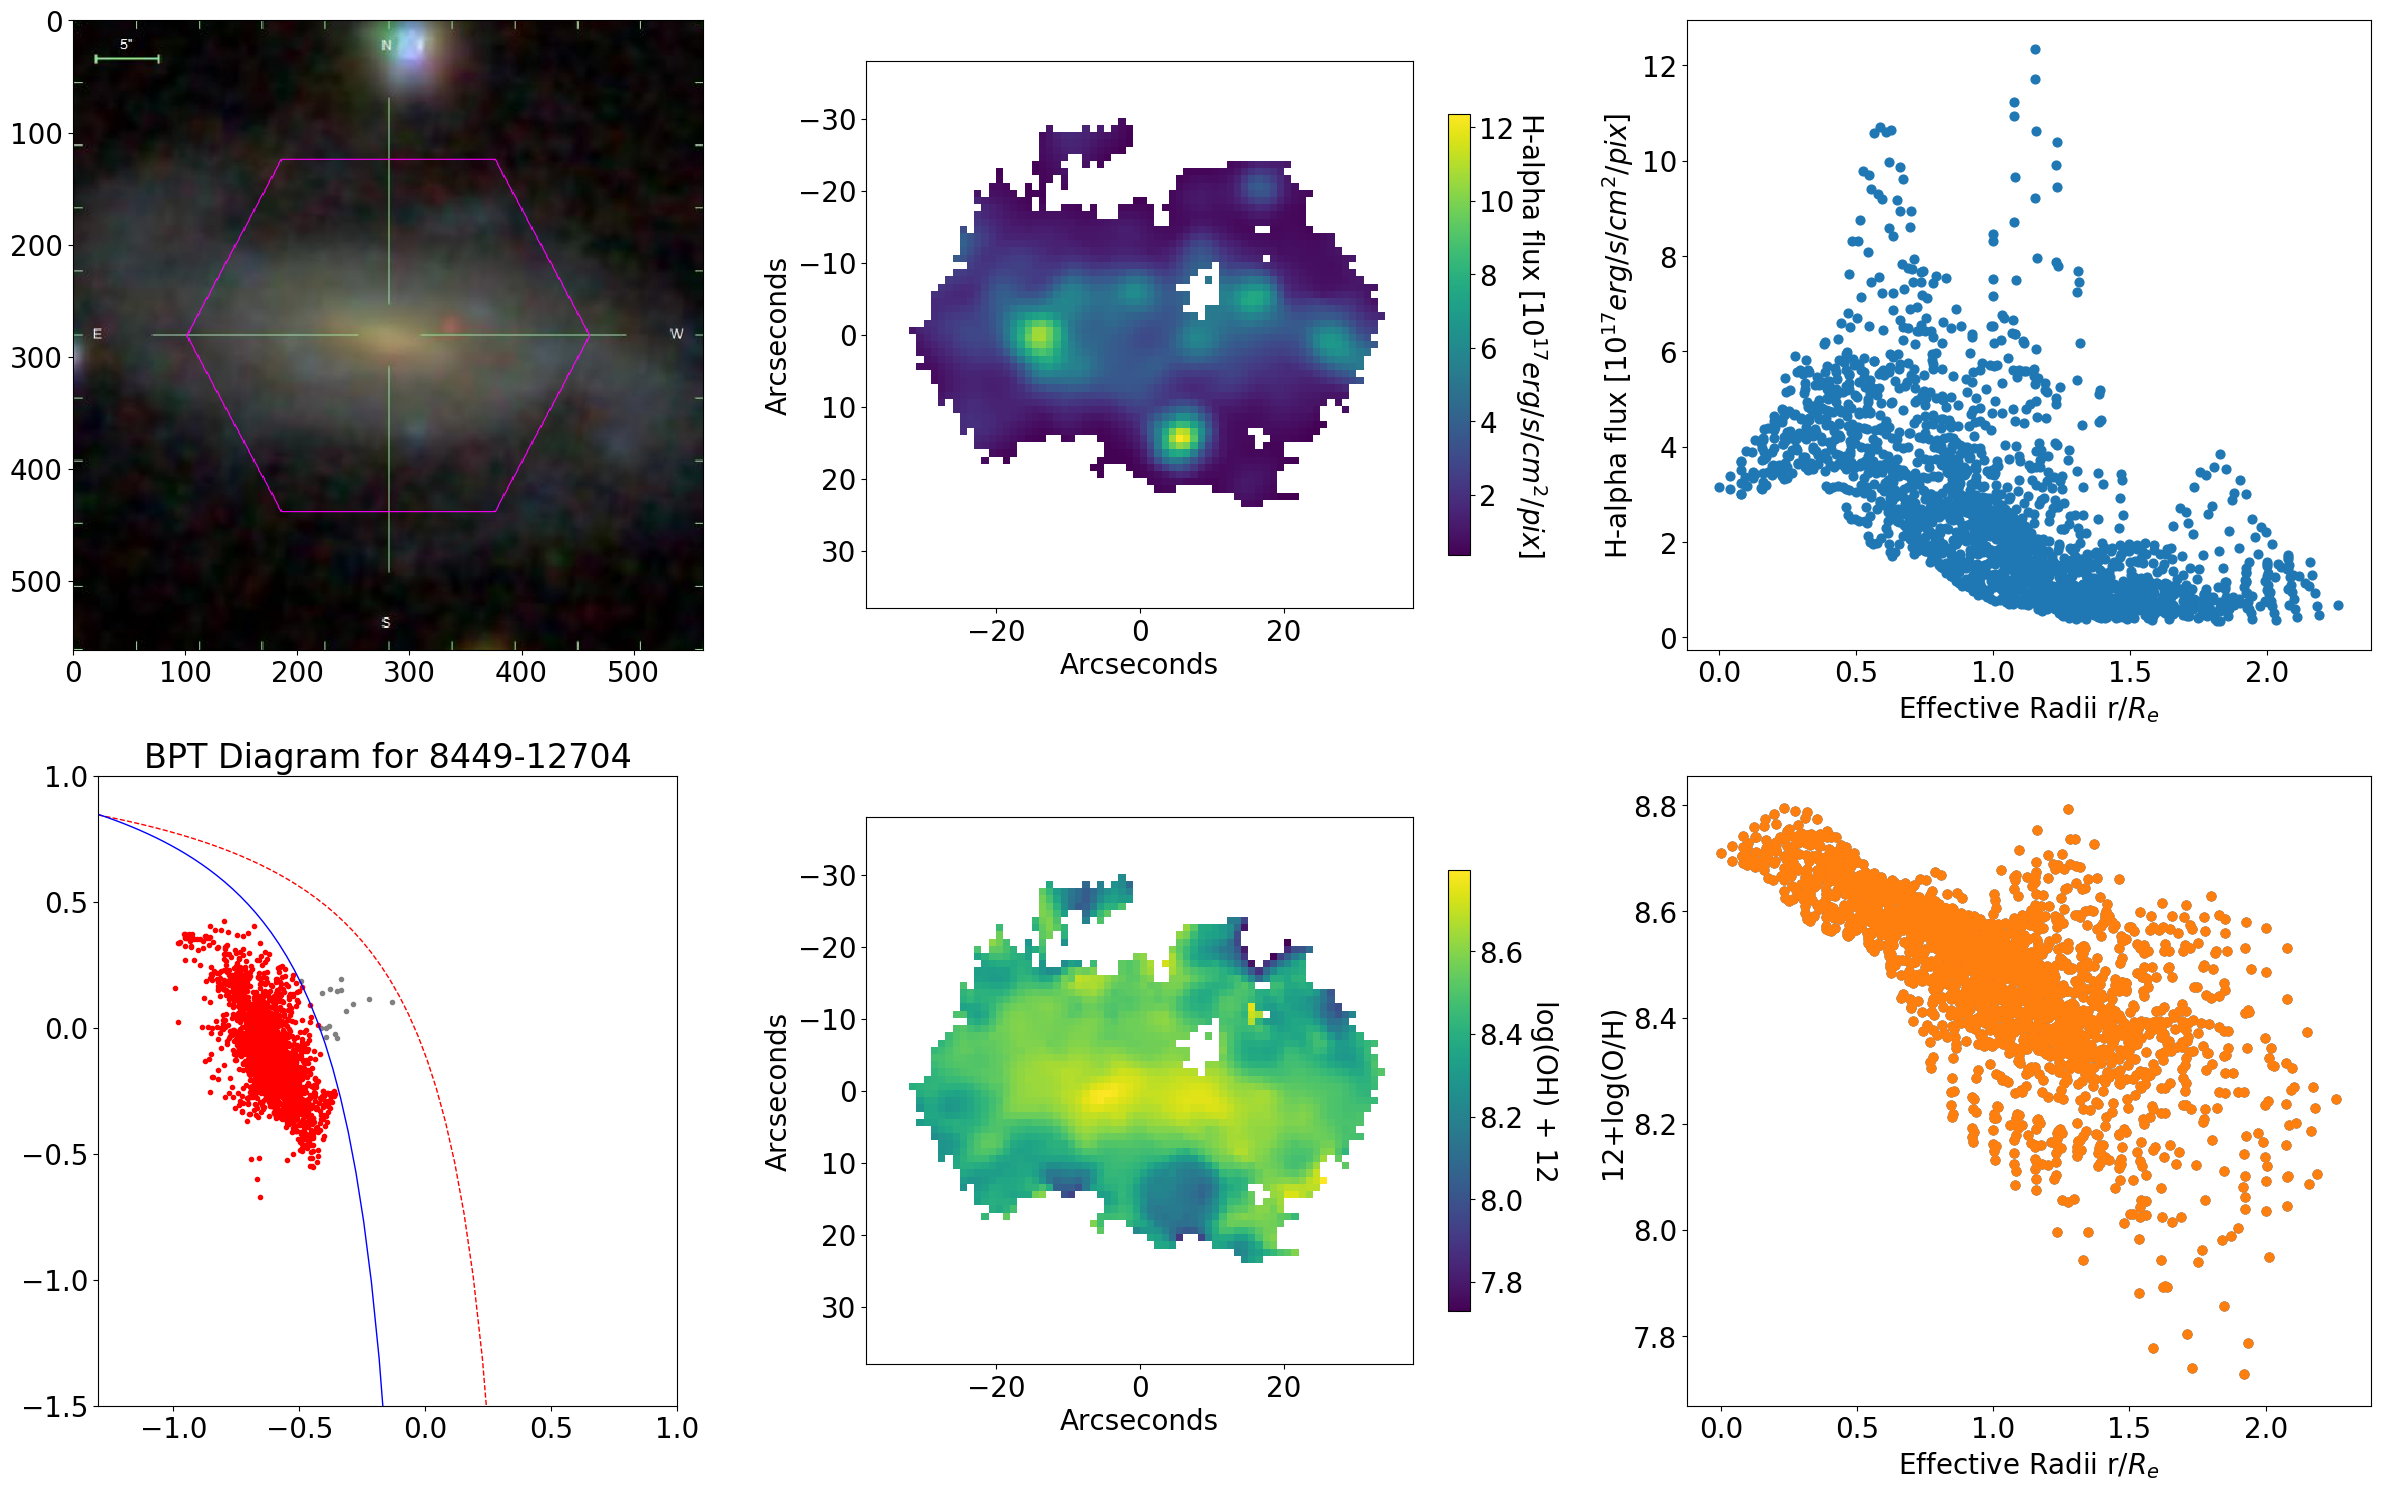 0
100
200
300
400
500
0 100 200 300 400 500
5"
N
E
W
S
−30
−20
−10
0
10
20
30
−20 0 20
Arcseconds
Arcseconds
12
10
8
6
4
2
H-alpha flux [10^17 erg/s/cm^2/pix]
12
10
8
6
4
2
0
H-alpha flux [10^17 erg/s/cm^2/pix]
0.0 0.5 1.0 1.5 2.0
Effective Radii r/R_e
BPT Diagram for 8449-12704
1.0
0.5
0.0
−0.5
−1.0
−1.5
−1.0 −0.5 0.0 0.5 1.0
−30
−20
−10
0
10
20
30
−20 0 20
Arcseconds
Arcseconds
8.6
8.4
8.2
8.0
7.8
log(OH) + 12
8.8
8.6
8.4
8.2
8.0
7.8
12+log(O/H)
0.0 0.5 1.0 1.5 2.0
Effective Radii r/R_e